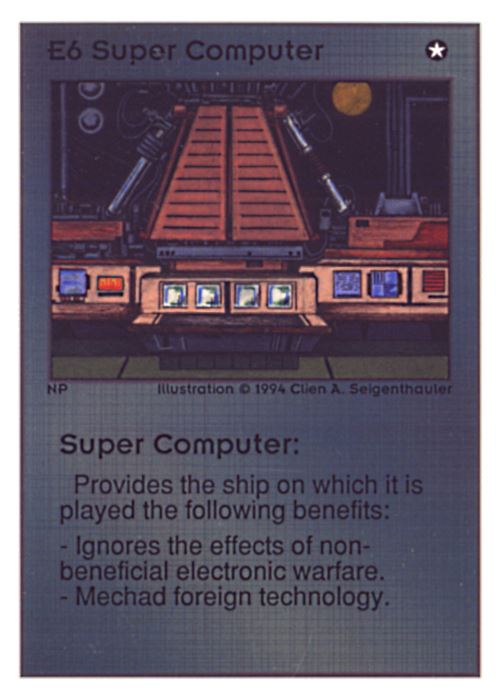 E6 Super Computer
NP
Illustration © 1994 Clien A. Seigenthauler
Super Computer:
Provides the ship on which it is
played the following benefits:
- Ignores the effects of non-
beneficial electronic warfare.
- Mechad foreign technology.